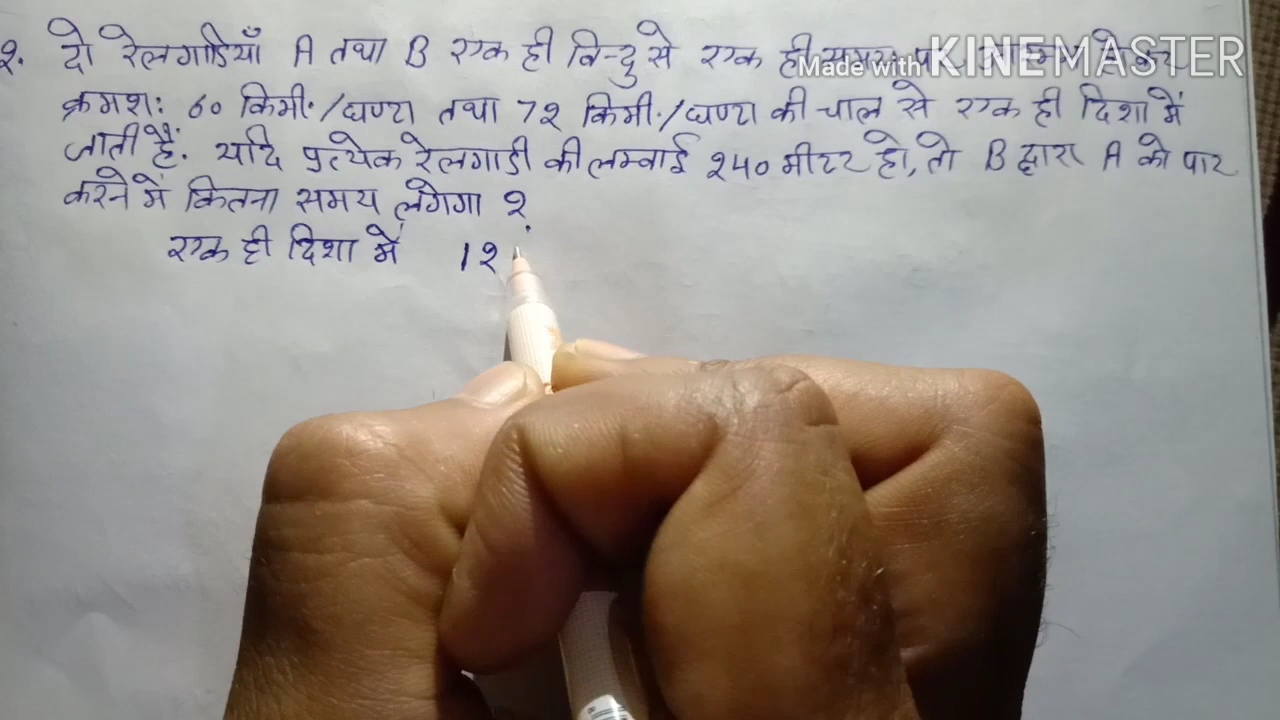 2. दो रेलगाडियाँ A तथा B एक ही बिन्दु से एक ही समय
Made with KINEMASTER
क्रमश: 60 किमी·/घण्टा तथा 72 किमी·/घण्टा की चाल से एक ही दिशा में
जाती हैं. यदि प्रत्येक रेलगाडी की लम्बाई 240 मीटर हो, तो B द्वारा A को पार
करने में कितना समय लगेगा ?
एक ही दिशा में 12